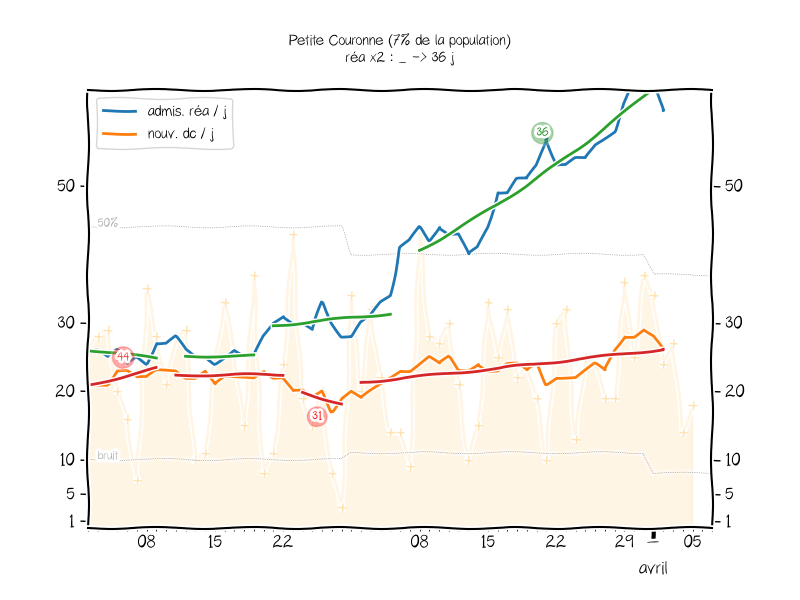 Petite Couronne (7% de la population)
réa x2 : _ -> 36 j
admis. réa / j
nouv. dc / j
36
50 50
50%
30 30
44
20 20
31
bruit
10 10
5 5
1 1
08 15 22 08 15 22 29 05
avril